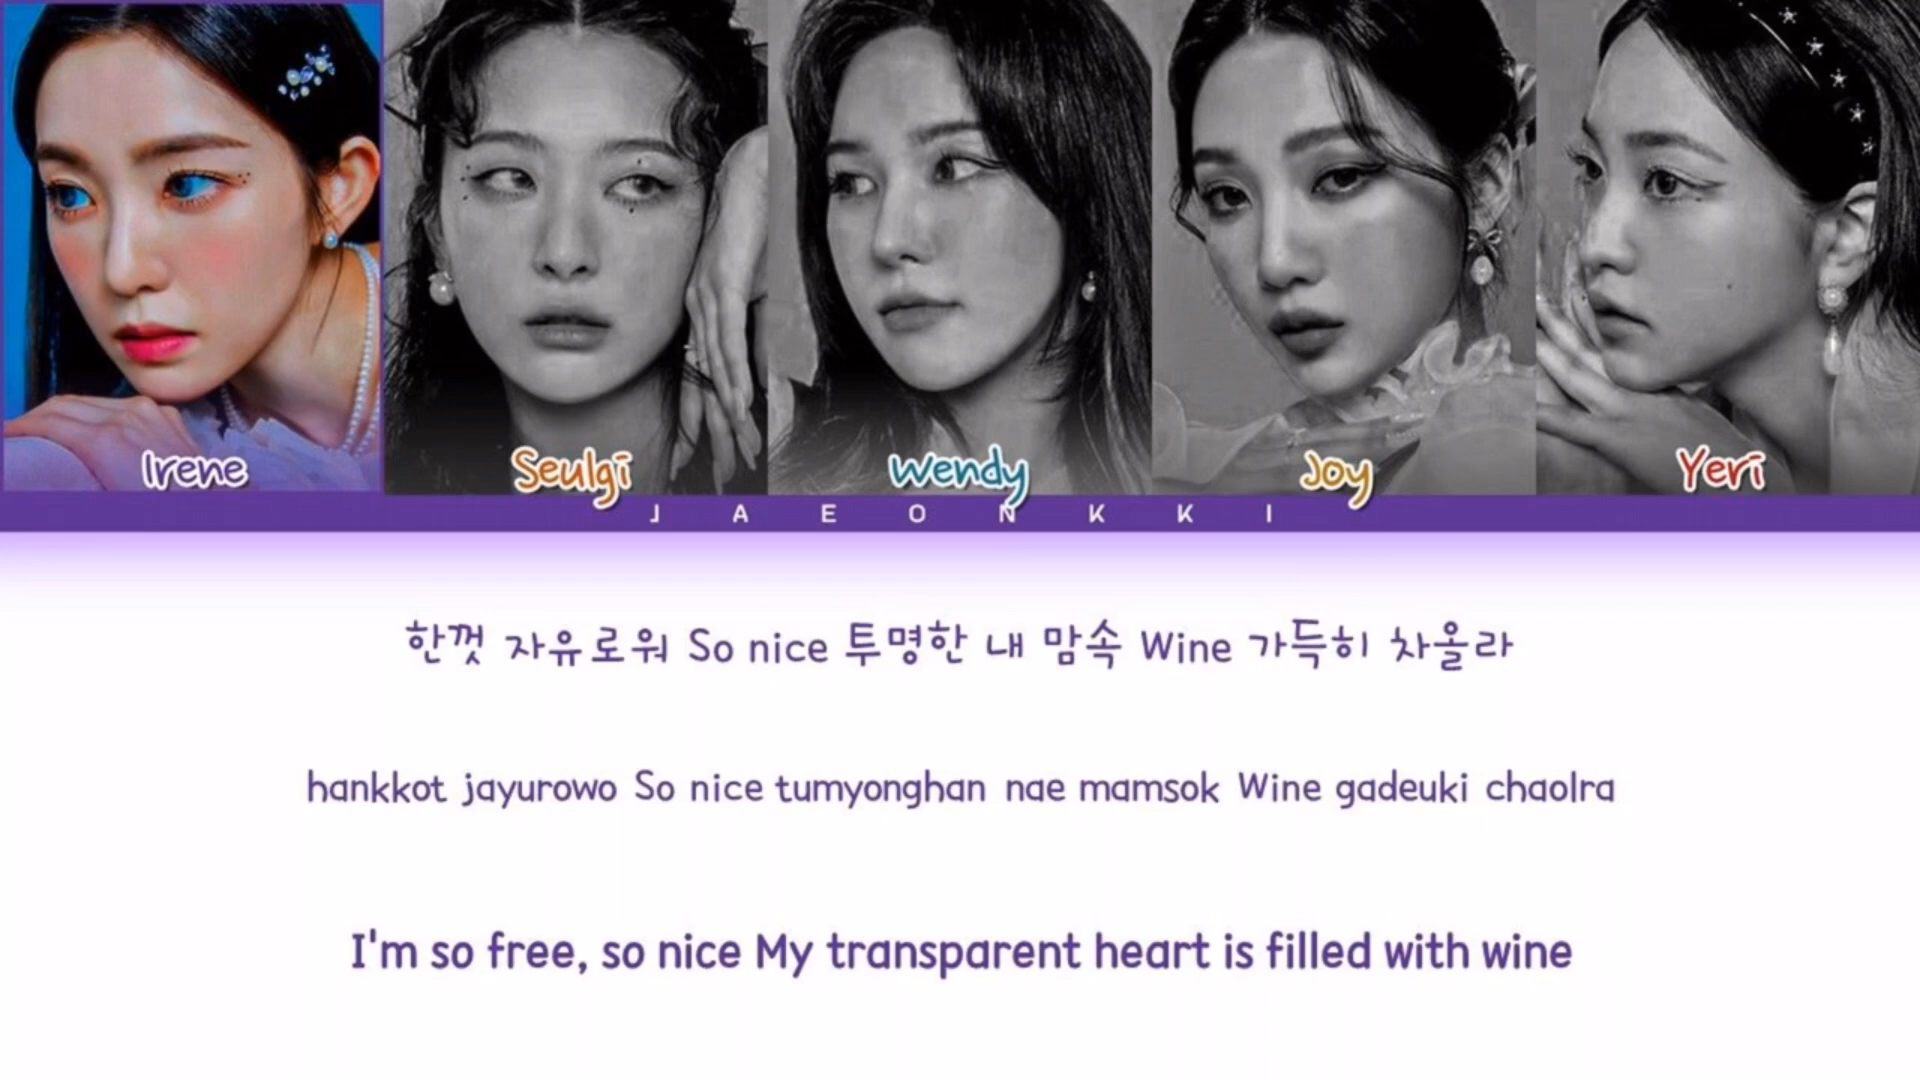 Irene Seulgi Wendy Joy Yeri
JAEONKKI
한껏 자유로워 So nice 투명한 내 맘속 Wine 가득히 차올라
hankkot jayurowo So nice tumyonghan nae mamsok Wine gadeuki chaolra
I'm so free, so nice My transparent heart is filled with wine